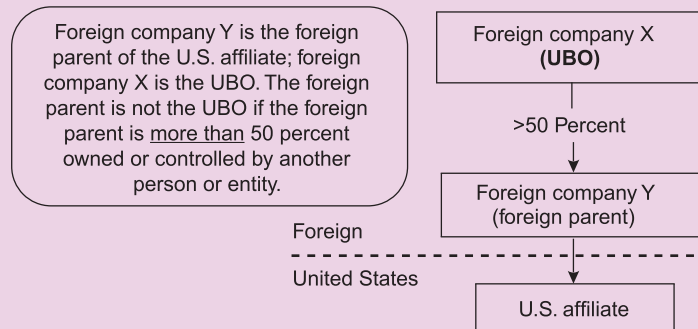 Foreign company Y is the foreign
parent of the U.S. affiliate; foreign
company X is the UBO. The foreign
parent is not the UBO if the foreign
parent is more than 50 percent
owned or controlled by another
person or entity.
Foreign company X
(UBO)
>50 Percent
Foreign company Y
(foreign parent)
Foreign
United States
U.S. affiliate